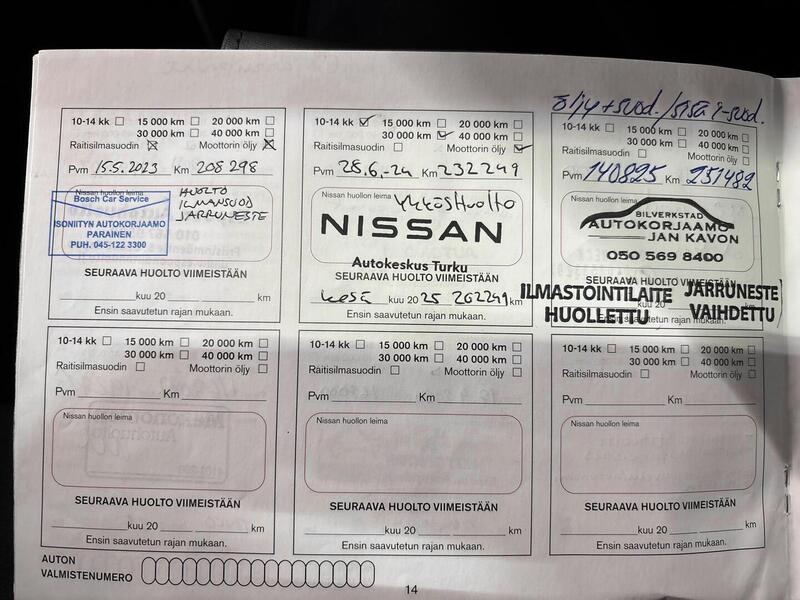 öljy+suod./sisäi-suod.
10-14 kk 15 000 km 20 000 km
30 000 km 40 000 km
Raitisilmasuodin Moottorin öljy
Pvm 15.5.2023 Km 208 298
Nissan huollon leima
Bosch Car Service
ISONIITYN AUTOKORJAAMO
PARAINEN
PUH. 045-122 3300
HUOLTO
ILMANSUOD
JARRUNESTE
SEURAAVA HUOLTO VIIMEISTÄÄN
kuu 20 km
Ensin saavutetun rajan mukaan.
10-14 kk 15 000 km 20 000 km
30 000 km 40 000 km
Raitisilmasuodin Moottorin öljy
Pvm 28.6.-24 Km 232249
Nissan huollon leima
Ykköshuolto
NISSAN
Autokeskus Turku
SEURAAVA HUOLTO VIIMEISTÄÄN
kesä kuu 20 25 262249 km
Ensin saavutetun rajan mukaan.
10-14 kk 15 000 km 20 000 km
30 000 km 40 000 km
Raitisilmasuodin Moottorin öljy
Pvm 140825 Km 251482
Nissan huollon leima
BILVERKSTAD
AUTOKORJAAMO
JAN KAVON
050 569 8400
SEURAAVA HUOLTO VIIMEISTÄÄN
ILMASTOINTILAITE JARRUNESTE
HUOLLETTU VAIHDETTU
Ensin saavutetun rajan mukaan.
10-14 kk 15 000 km 20 000 km
30 000 km 40 000 km
Raitisilmasuodin Moottorin öljy
Pvm Km
Nissan huollon leima
SEURAAVA HUOLTO VIIMEISTÄÄN
kuu 20 km
Ensin saavutetun rajan mukaan.
10-14 kk 15 000 km 20 000 km
30 000 km 40 000 km
Raitisilmasuodin Moottorin öljy
Pvm Km
Nissan huollon leima
SEURAAVA HUOLTO VIIMEISTÄÄN
kuu 20 km
Ensin saavutetun rajan mukaan.
10-14 kk 15 000 km 20 000 km
30 000 km 40 000 km
Raitisilmasuodin Moottorin öljy
Pvm Km
Nissan huollon leima
SEURAAVA HUOLTO VIIMEISTÄÄN
kuu 20 km
Ensin saavutetun rajan mukaan.
AUTON
VALMISTENUMERO
14